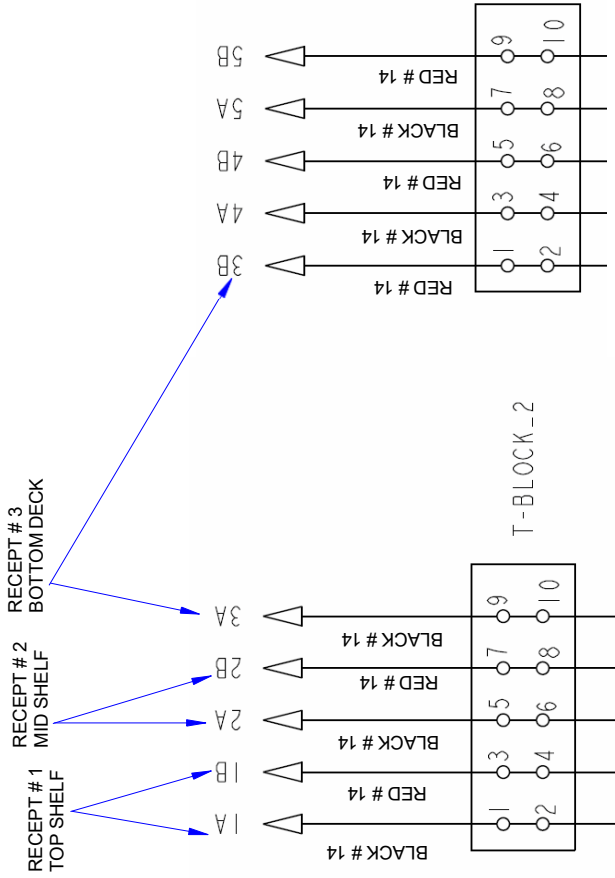 RECEPT # 1
TOP SHELF
RECEPT # 2
MID SHELF
RECEPT # 3
BOTTOM DECK
1A
1B
2A
2B
3A
3B
4A
4B
5A
5B
BLACK # 14
RED # 14
BLACK # 14
RED # 14
BLACK # 14
RED # 14
BLACK # 14
RED # 14
BLACK # 14
RED # 14
1
3
5
7
9
2
4
6
8
10
T-BLOCK_2
1
3
5
7
9
2
4
6
8
10